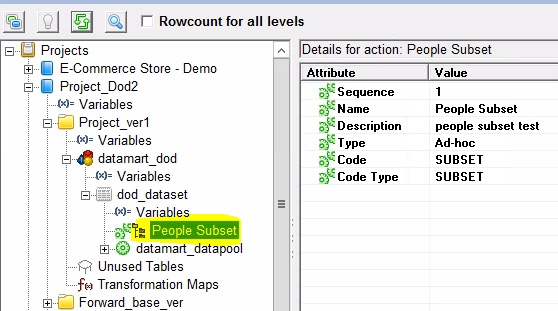 Rowcount for all levels
Projects
E-Commerce Store - Demo
Project_Dod2
(x)= Variables
Project_ver1
(x)= Variables
datamart_dod
(x)= Variables
dod_dataset
(x)= Variables
People Subset
datamart_datapool
Unused Tables
f(x) Transformation Maps
Forward_base_ver
Details for action: People Subset
Attribute Value
Sequence 1
Name People Subset
Description people subset test
Type Ad-hoc
Code SUBSET
Code Type SUBSET